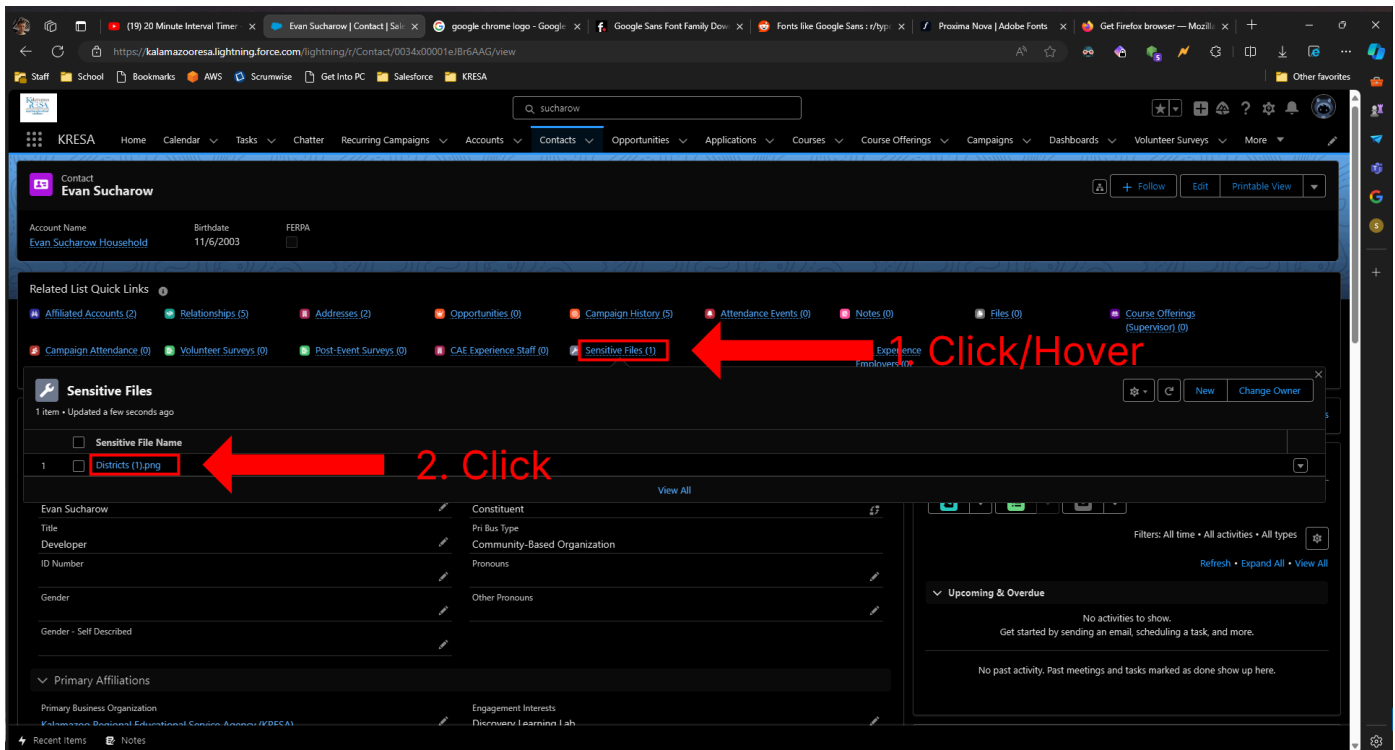 (19) 20 Minute Interval Timer
Evan Sucharow | Contact | Sale
google chrome logo - Google
Google Sans Font Family Dow
Fonts like Google Sans : r/typ
Proxima Nova | Adobe Fonts
Get Firefox browser — Mozilla
https://kalamazooresa.lightning.force.com/lightning/r/Contact/0034x00001eJBr6AAG/view
Staff School Bookmarks AWS Scrumwise Get Into PC Salesforce KRESA Other favorites
sucharow
KRESA Home Calendar Tasks Chatter Recurring Campaigns Accounts Contacts Opportunities Applications Courses Course Offerings Campaigns Dashboards Volunteer Surveys More
Contact
Evan Sucharow
+ Follow Edit Printable View
Account Name Birthdate FERPA
Evan Sucharow Household 11/6/2003
Related List Quick Links
Affiliated Accounts (2) Relationships (5) Addresses (2) Opportunities (0) Campaign History (5) Attendance Events (0) Notes (0) Files (0) Course Offerings (Supervisor) (0)
Campaign Attendance (0) Volunteer Surveys (0) Post-Event Surveys (0) CAE Experience Staff (0) Sensitive Files (1) Experience
Employers (0)
1. Click/Hover
Sensitive Files
1 item • Updated a few seconds ago
New Change Owner
Sensitive File Name
1 Districts (1).png
2. Click
View All
Evan Sucharow Constituent
Title Pri Bus Type
Developer Community-Based Organization
ID Number Pronouns
Gender Other Pronouns
Gender - Self Described
Filters: All time • All activities • All types
Refresh • Expand All • View All
Upcoming & Overdue
No activities to show.
Get started by sending an email, scheduling a task, and more.
No past activity. Past meetings and tasks marked as done show up here.
Primary Affiliations
Primary Business Organization Engagement Interests
Kalamazoo Regional Educational Service Agency (KRESA) Discovery Learning Lab
Recent Items Notes